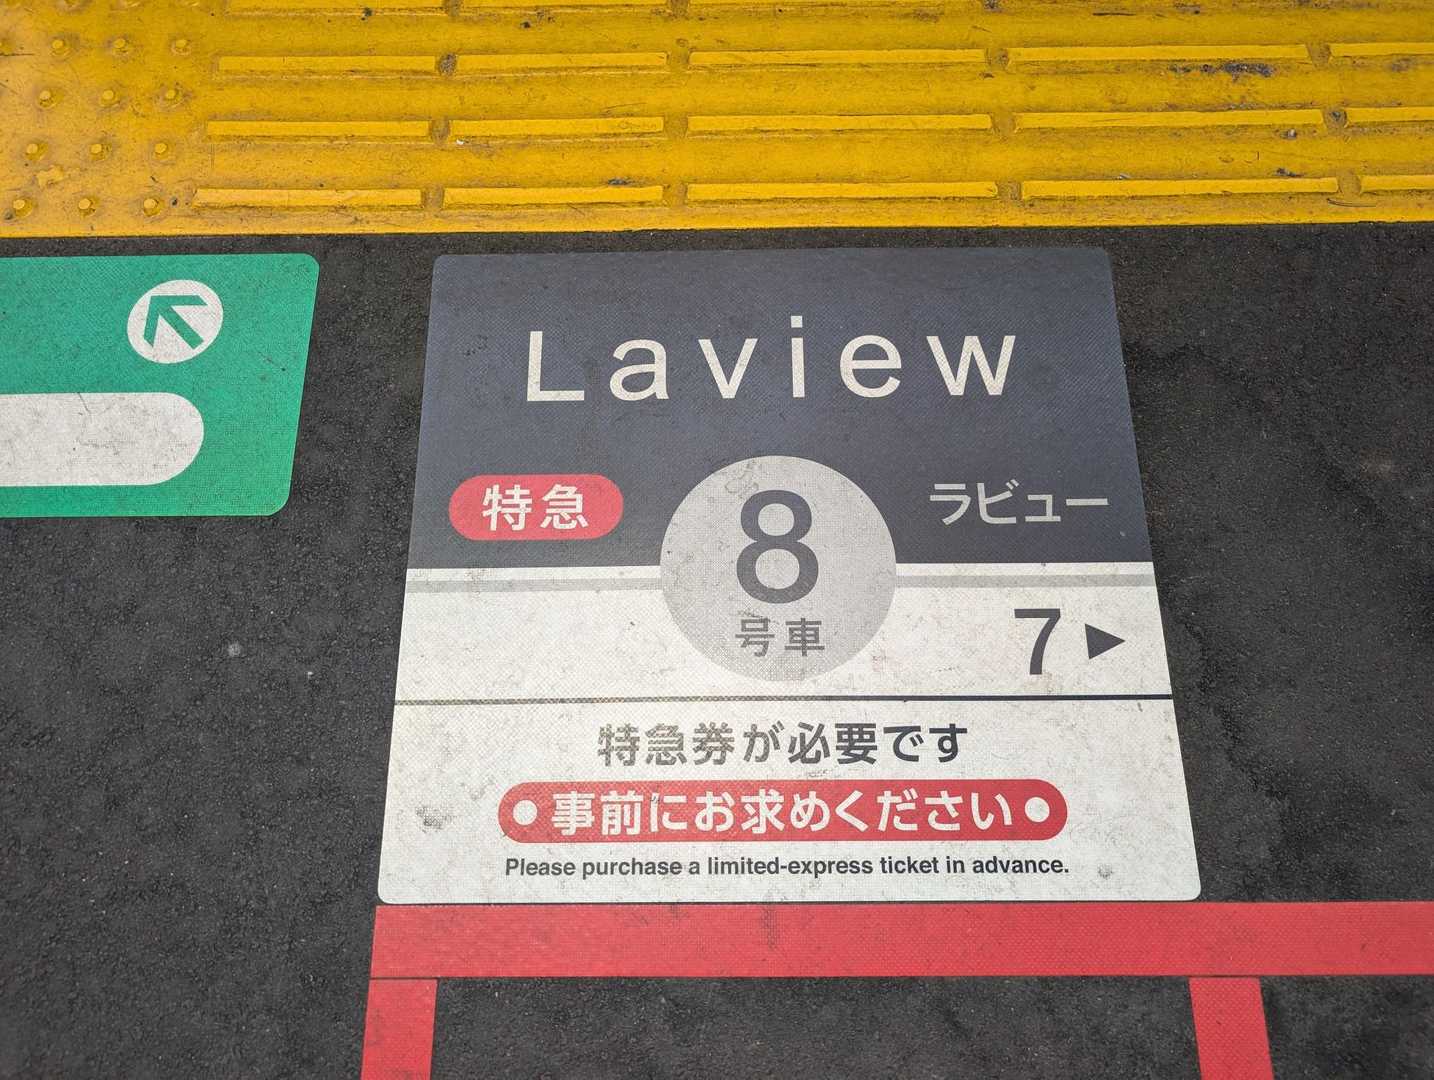 Laview
特急
ラビュー
8
号車
7▶
特急券が必要です
●事前にお求めください●
Please purchase a limited-express ticket in advance.